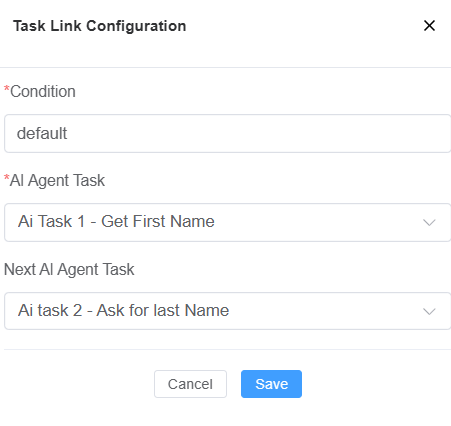 Task Link Configuration
*Condition
default
*AI Agent Task
Ai Task 1 - Get First Name
Next AI Agent Task
Ai task 2 - Ask for last Name
Cancel Save